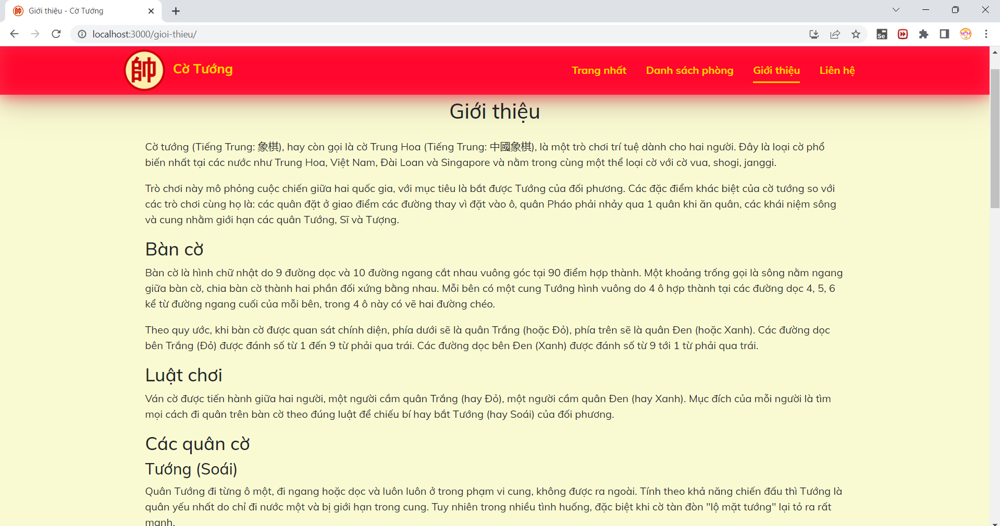 Giới thiệu - Cờ Tướng
localhost:3000/gioi-thieu/
Se
NCM
帥
Cờ Tướng
Trang nhất
Danh sách phòng
Giới thiệu
Liên hệ
Giới thiệu
Cờ tướng (Tiếng Trung: 象棋), hay còn gọi là cờ Trung Hoa (Tiếng Trung: 中國象棋), là một trò chơi trí tuệ dành cho hai người. Đây là loại cờ phổ
biến nhất tại các nước như Trung Hoa, Việt Nam, Đài Loan và Singapore và nằm trong cùng một thể loại cờ với cờ vua, shogi, janggi.
Trò chơi này mô phỏng cuộc chiến giữa hai quốc gia, với mục tiêu là bắt được Tướng của đối phương. Các đặc điểm khác biệt của cờ tướng so với
các trò chơi cùng họ là: các quân đặt ở giao điểm các đường thay vì đặt vào ô, quân Pháo phải nhảy qua 1 quân khi ăn quân, các khái niệm sông
và cung nhằm giới hạn các quân Tướng, Sĩ và Tượng.
Bàn cờ
Bàn cờ là hình chữ nhật do 9 đường dọc và 10 đường ngang cắt nhau vuông góc tại 90 điểm hợp thành. Một khoảng trống gọi là sông nằm ngang
giữa bàn cờ, chia bàn cờ thành hai phần đối xứng bằng nhau. Mỗi bên có một cung Tướng hình vuông do 4 ô hợp thành tại các đường dọc 4, 5, 6
kể từ đường ngang cuối của mỗi bên, trong 4 ô này có vẽ hai đường chéo.
Theo quy ước, khi bàn cờ được quan sát chính diện, phía dưới sẽ là quân Trắng (hoặc Đỏ), phía trên sẽ là quân Đen (hoặc Xanh). Các đường dọc
bên Trắng (Đỏ) được đánh số từ 1 đến 9 từ phải qua trái. Các đường dọc bên Đen (Xanh) được đánh số từ 9 tới 1 từ phải qua trái.
Luật chơi
Ván cờ được tiến hành giữa hai người, một người cầm quân Trắng (hay Đỏ), một người cầm quân Đen (hay Xanh). Mục đích của mỗi người là tìm
mọi cách đi quân trên bàn cờ theo đúng luật để chiếu bí hay bắt Tướng (hay Soái) của đối phương.
Các quân cờ
Tướng (Soái)
Quân Tướng đi từng ô một, đi ngang hoặc dọc và luôn luôn ở trong phạm vi cung, không được ra ngoài. Tính theo khả năng chiến đấu thì Tướng là
quân yếu nhất do chỉ đi nước một và bị giới hạn trong cung. Tuy nhiên trong nhiều tình huống, đặc biệt khi cờ tàn đòn "lộ mặt tướng" lại tỏ ra rất
mạnh.